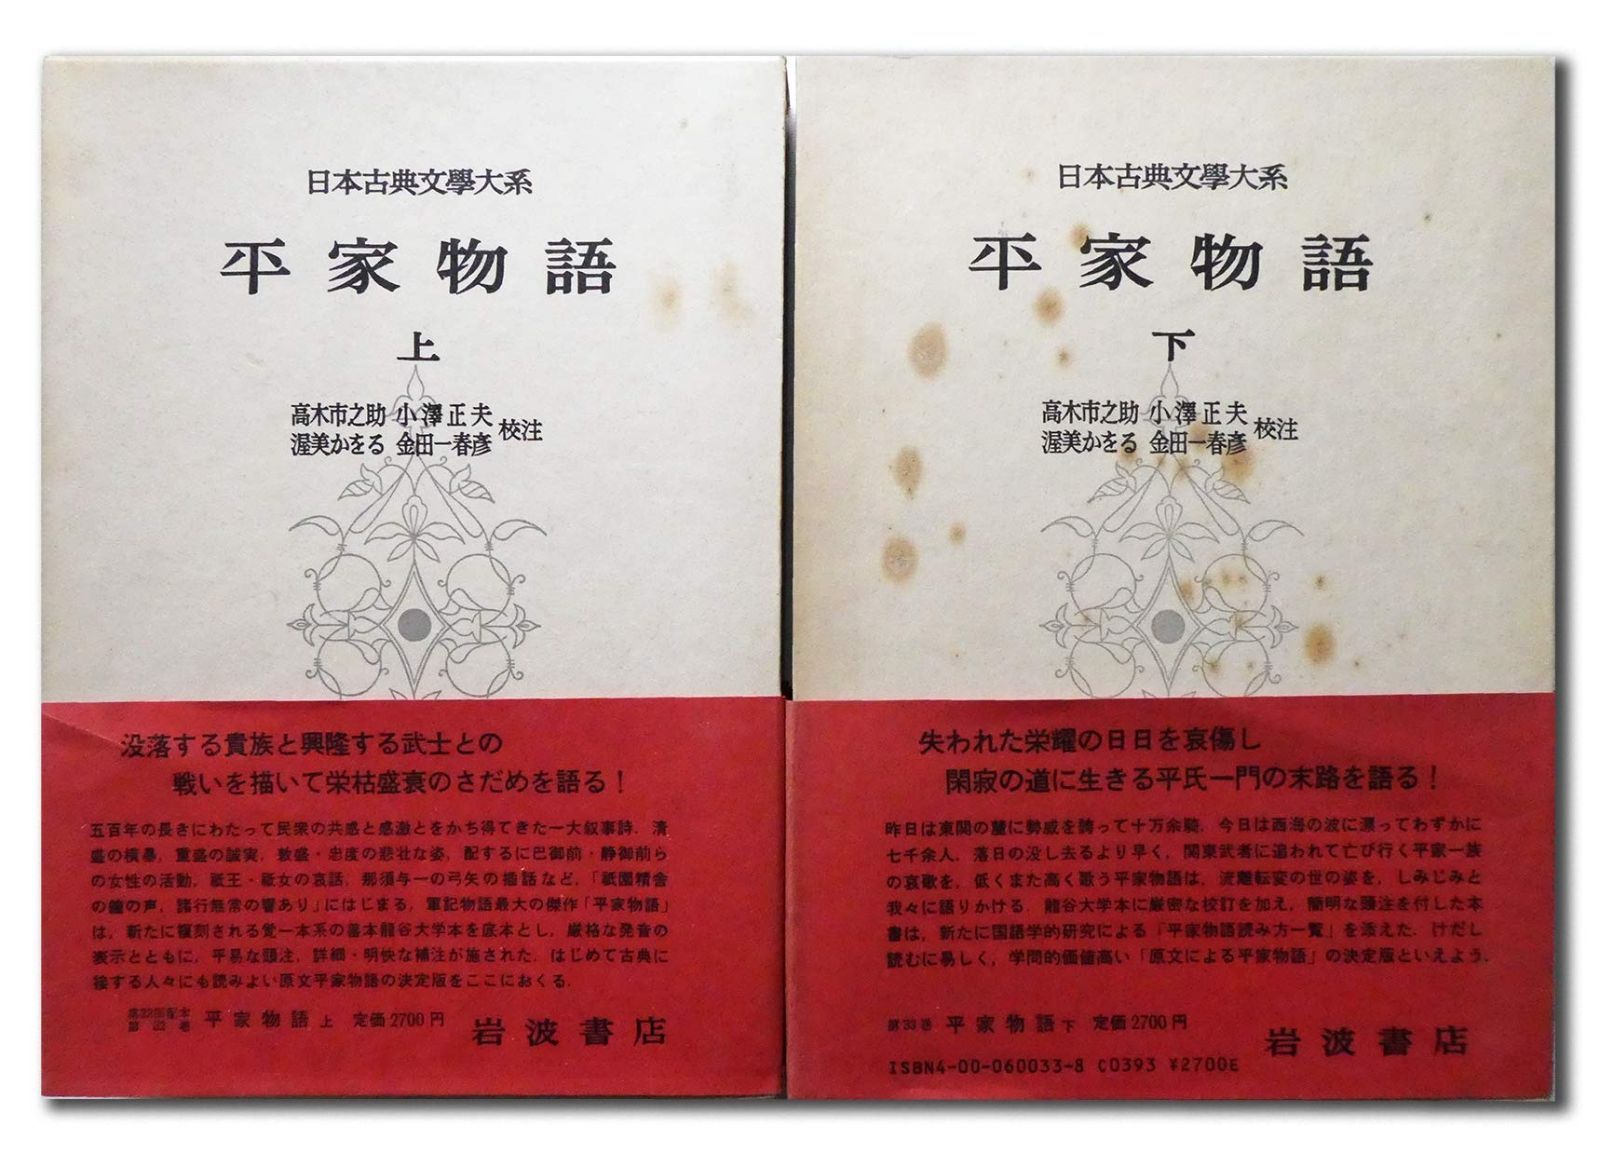 日本古典文學大系
平家物語
上
高木市之助 小澤正夫
渥美かをる 金田一春彦 校注
没落する貴族と興隆する武士との
戦いを描いて栄枯盛衰のさだめを語る！
五百年の長きにわたって民衆の共感と感激とをかち得てきた一大叙事詩．清
盛の横暴，重盛の誠実，敦盛・忠度の悲壮な姿，配するに巴御前・静御前ら
の女性の活動，祇王・祇女の哀話，那須与一の弓矢の插話など，「祇園精舎
の鐘の声，諸行無常の響あり」にはじまる，軍記物語最大の傑作「平家物語」
は，新たに複刻される覚一本系の善本龍谷大学本を底本とし，厳格な発音の
表示とともに，平易な頭注，詳細・明快な補注が施された．はじめて古典に
接する人々にも読みよい原文平家物語の決定版をここにおくる．
第32巻 平家物語 上 定価2700円
岩波書店
日本古典文學大系
平家物語
下
高木市之助 小澤正夫
渥美かをる 金田一春彦 校注
失われた栄耀の日日を哀傷し
閑寂の道に生きる平氏一門の末路を語る！
昨日は東関の麓に勢威を誇って十万余騎，今日は西海の波に漂ってわずかに
七千余人．落日の没し去るより早く，関東武者に追われて亡び行く平家一族
の哀歌を，低くまた高く歌う平家物語は，流離転変の世の姿を，しみじみと
我々に語りかける．龍谷大学本に厳密な校訂を加え，簡明な頭注を付した本
書は，新たに国語学的研究による「平家物語読み方一覧」を添えた．けだし
読むに易しく，学問的価値高い「原文による平家物語」の決定版といえよう．
第33巻 平家物語 下 定価2700円
岩波書店
ISBN4-00-060033-8 C0393 ¥2700E